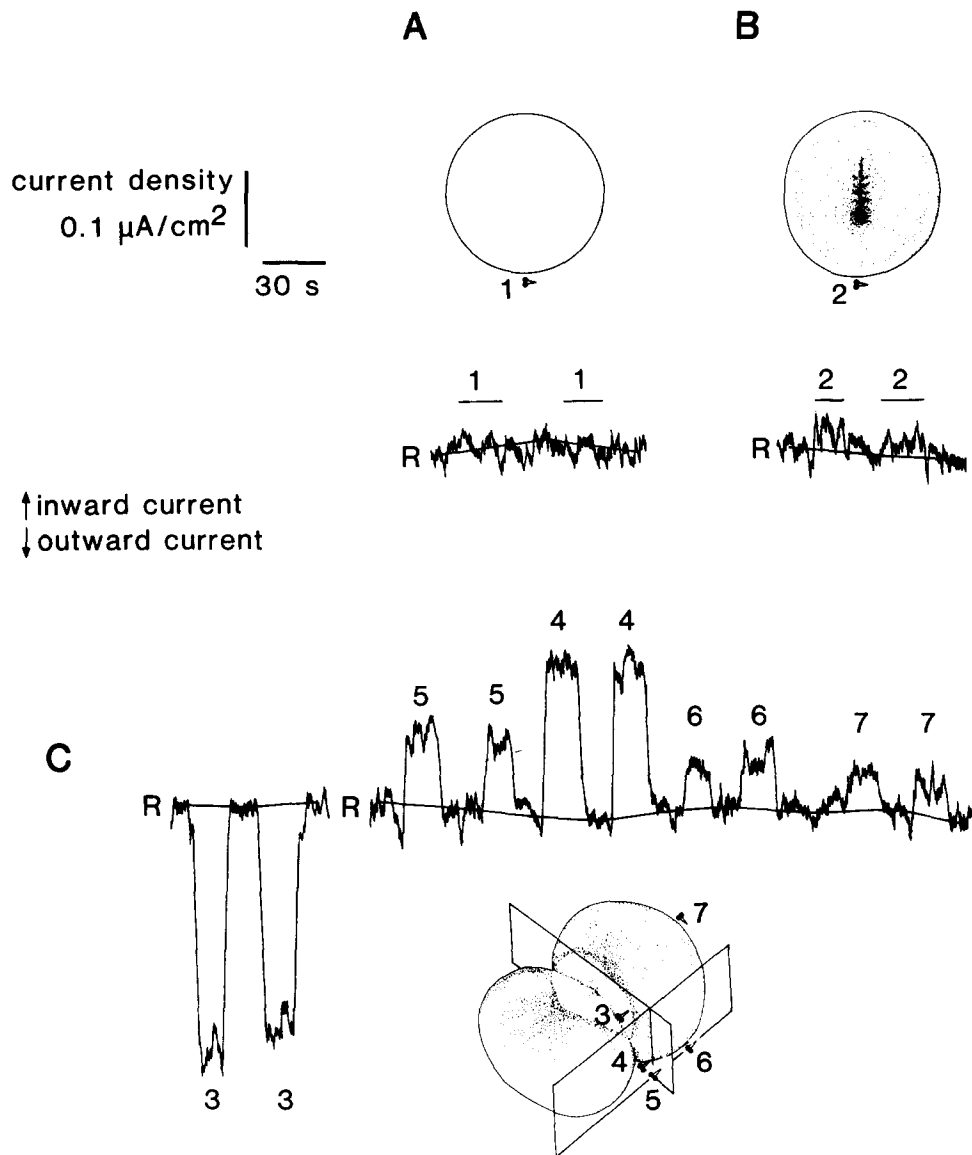 A B
current density
0.1 µA/cm²
30 s
1 2
1 1 2 2
R R
↑ inward current
↓ outward current
4 4
5 5 6 6 7 7
C
R R
7
3
4 6
5
3 3